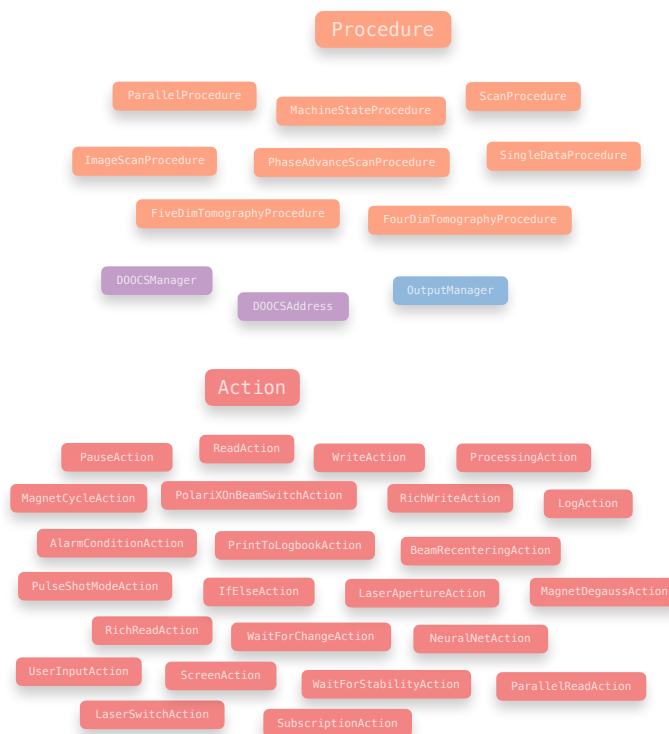 Procedure
ParallelProcedure
MachineStateProcedure
ScanProcedure
ImageScanProcedure
PhaseAdvanceScanProcedure
SingleDataProcedure
FiveDimTomographyProcedure
FourDimTomographyProcedure
DOOCSManager
DOOCSAddress
OutputManager
Action
PauseAction
ReadAction
WriteAction
ProcessingAction
MagnetCycleAction
PolariXOnBeamSwitchAction
RichWriteAction
LogAction
AlarmConditionAction
PrintToLogbookAction
BeamRecenteringAction
PulseShotModeAction
IfElseAction
LaserApertureAction
MagnetDegaussAction
RichReadAction
WaitForChangeAction
NeuralNetAction
UserInputAction
ScreenAction
WaitForStabilityAction
ParallelReadAction
LaserSwitchAction
SubscriptionAction